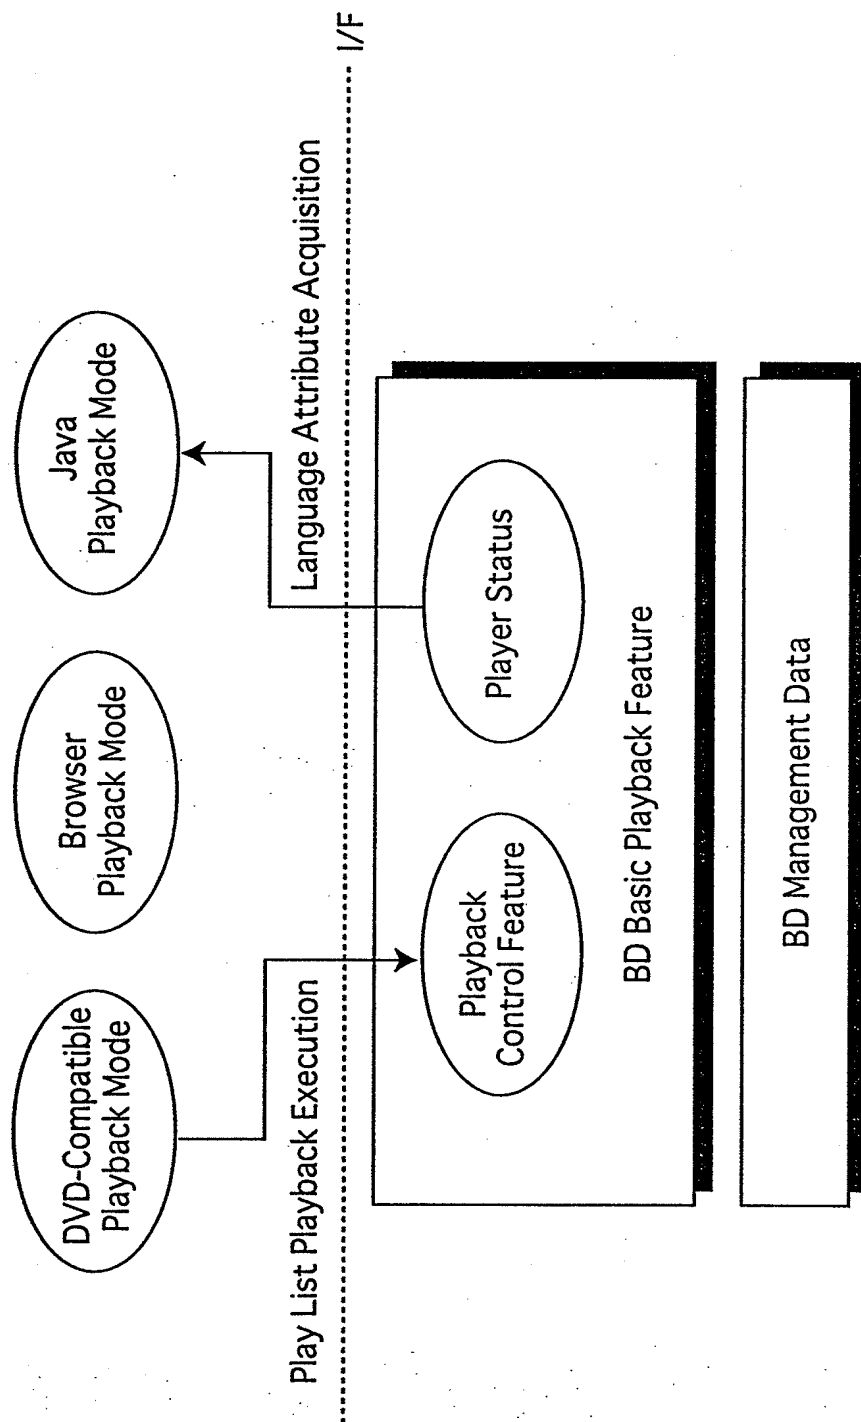 DVD-Compatible
Playback Mode
Browser
Playback Mode
Java
Playback Mode
Play List Playback Execution
Language Attribute Acquisition
I/F
Playback
Control Feature
Player Status
BD Basic Playback Feature
BD Management Data